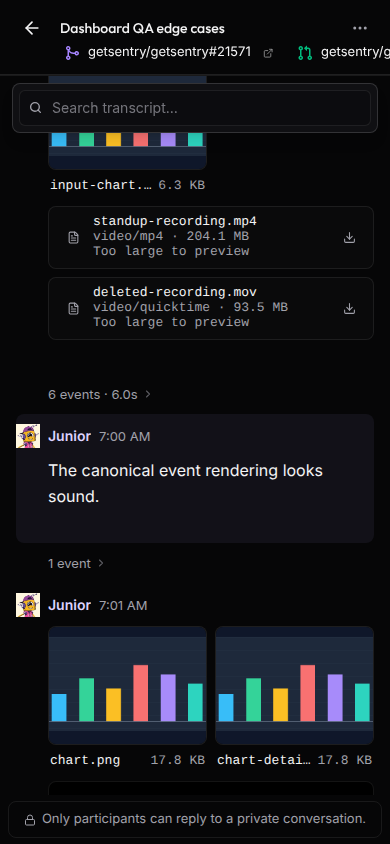 Dashboard QA edge cases
getsentry/getsentry#21571
getsentry/g
Search transcript...
input-chart.… 6.3 KB
standup-recording.mp4
video/mp4 · 204.1 MB
Too large to preview
deleted-recording.mov
video/quicktime · 93.5 MB
Too large to preview
6 events · 6.0s
Junior 7:00 AM
The canonical event rendering looks
sound.
1 event
Junior 7:01 AM
chart.png 17.8 KB
chart-detai… 17.8 KB
Only participants can reply to a private conversation.